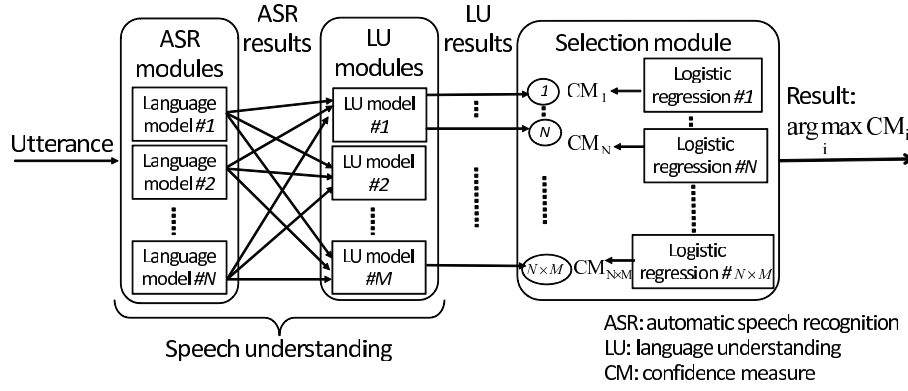 ASR
modules
ASR
results
LU
modules
LU
results
Selection module
Utterance
Language
model #1
Language
model #2
Language
model #N
LU model
#1
LU model
#2
LU model
#M
1
N
N×M
CM1
CMN
CMN×M
Logistic
regression #1
Logistic
regression #N
Logistic
regression # N×M
Result:
arg max CMi
i
Speech understanding
ASR: automatic speech recognition
LU: language understanding
CM: confidence measure